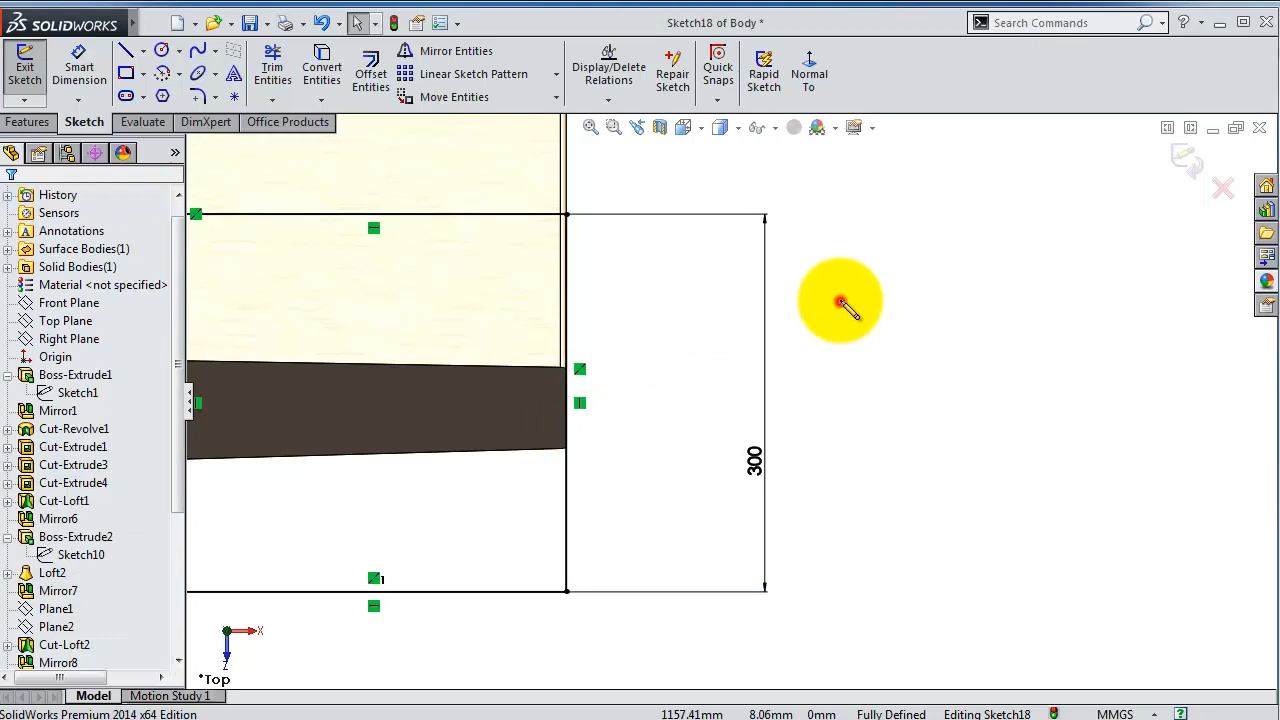 SOLIDWORKS
Sketch18 of Body *
Search Commands
Exit Sketch
Smart Dimension
Trim Entities
Convert Entities
Offset Entities
Mirror Entities
Linear Sketch Pattern
Move Entities
Display/Delete Relations
Repair Sketch
Quick Snaps
Rapid Sketch
Normal To
Features
Sketch
Evaluate
DimXpert
Office Products
History
Sensors
Annotations
Surface Bodies(1)
Solid Bodies(1)
Material <not specified>
Front Plane
Top Plane
Right Plane
Origin
Boss-Extrude1
Sketch1
Mirror1
Cut-Revolve1
Cut-Extrude1
Cut-Extrude3
Cut-Extrude4
Cut-Loft1
Mirror6
Boss-Extrude2
Sketch10
Loft2
Mirror7
Plane1
Plane2
Cut-Loft2
Mirror8
300
1
X
Z
*Top
Model
Motion Study 1
SolidWorks Premium 2014 x64 Edition
1157.41mm
8.06mm
0mm
Fully Defined
Editing Sketch18
MMGS